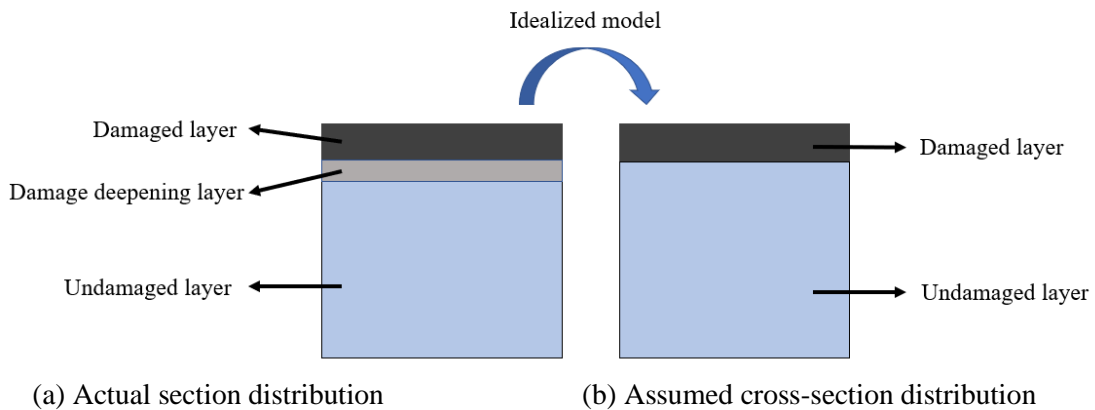 Idealized model
Damaged layer
Damage deepening layer
Undamaged layer
Damaged layer
Undamaged layer
(a) Actual section distribution
(b) Assumed cross-section distribution